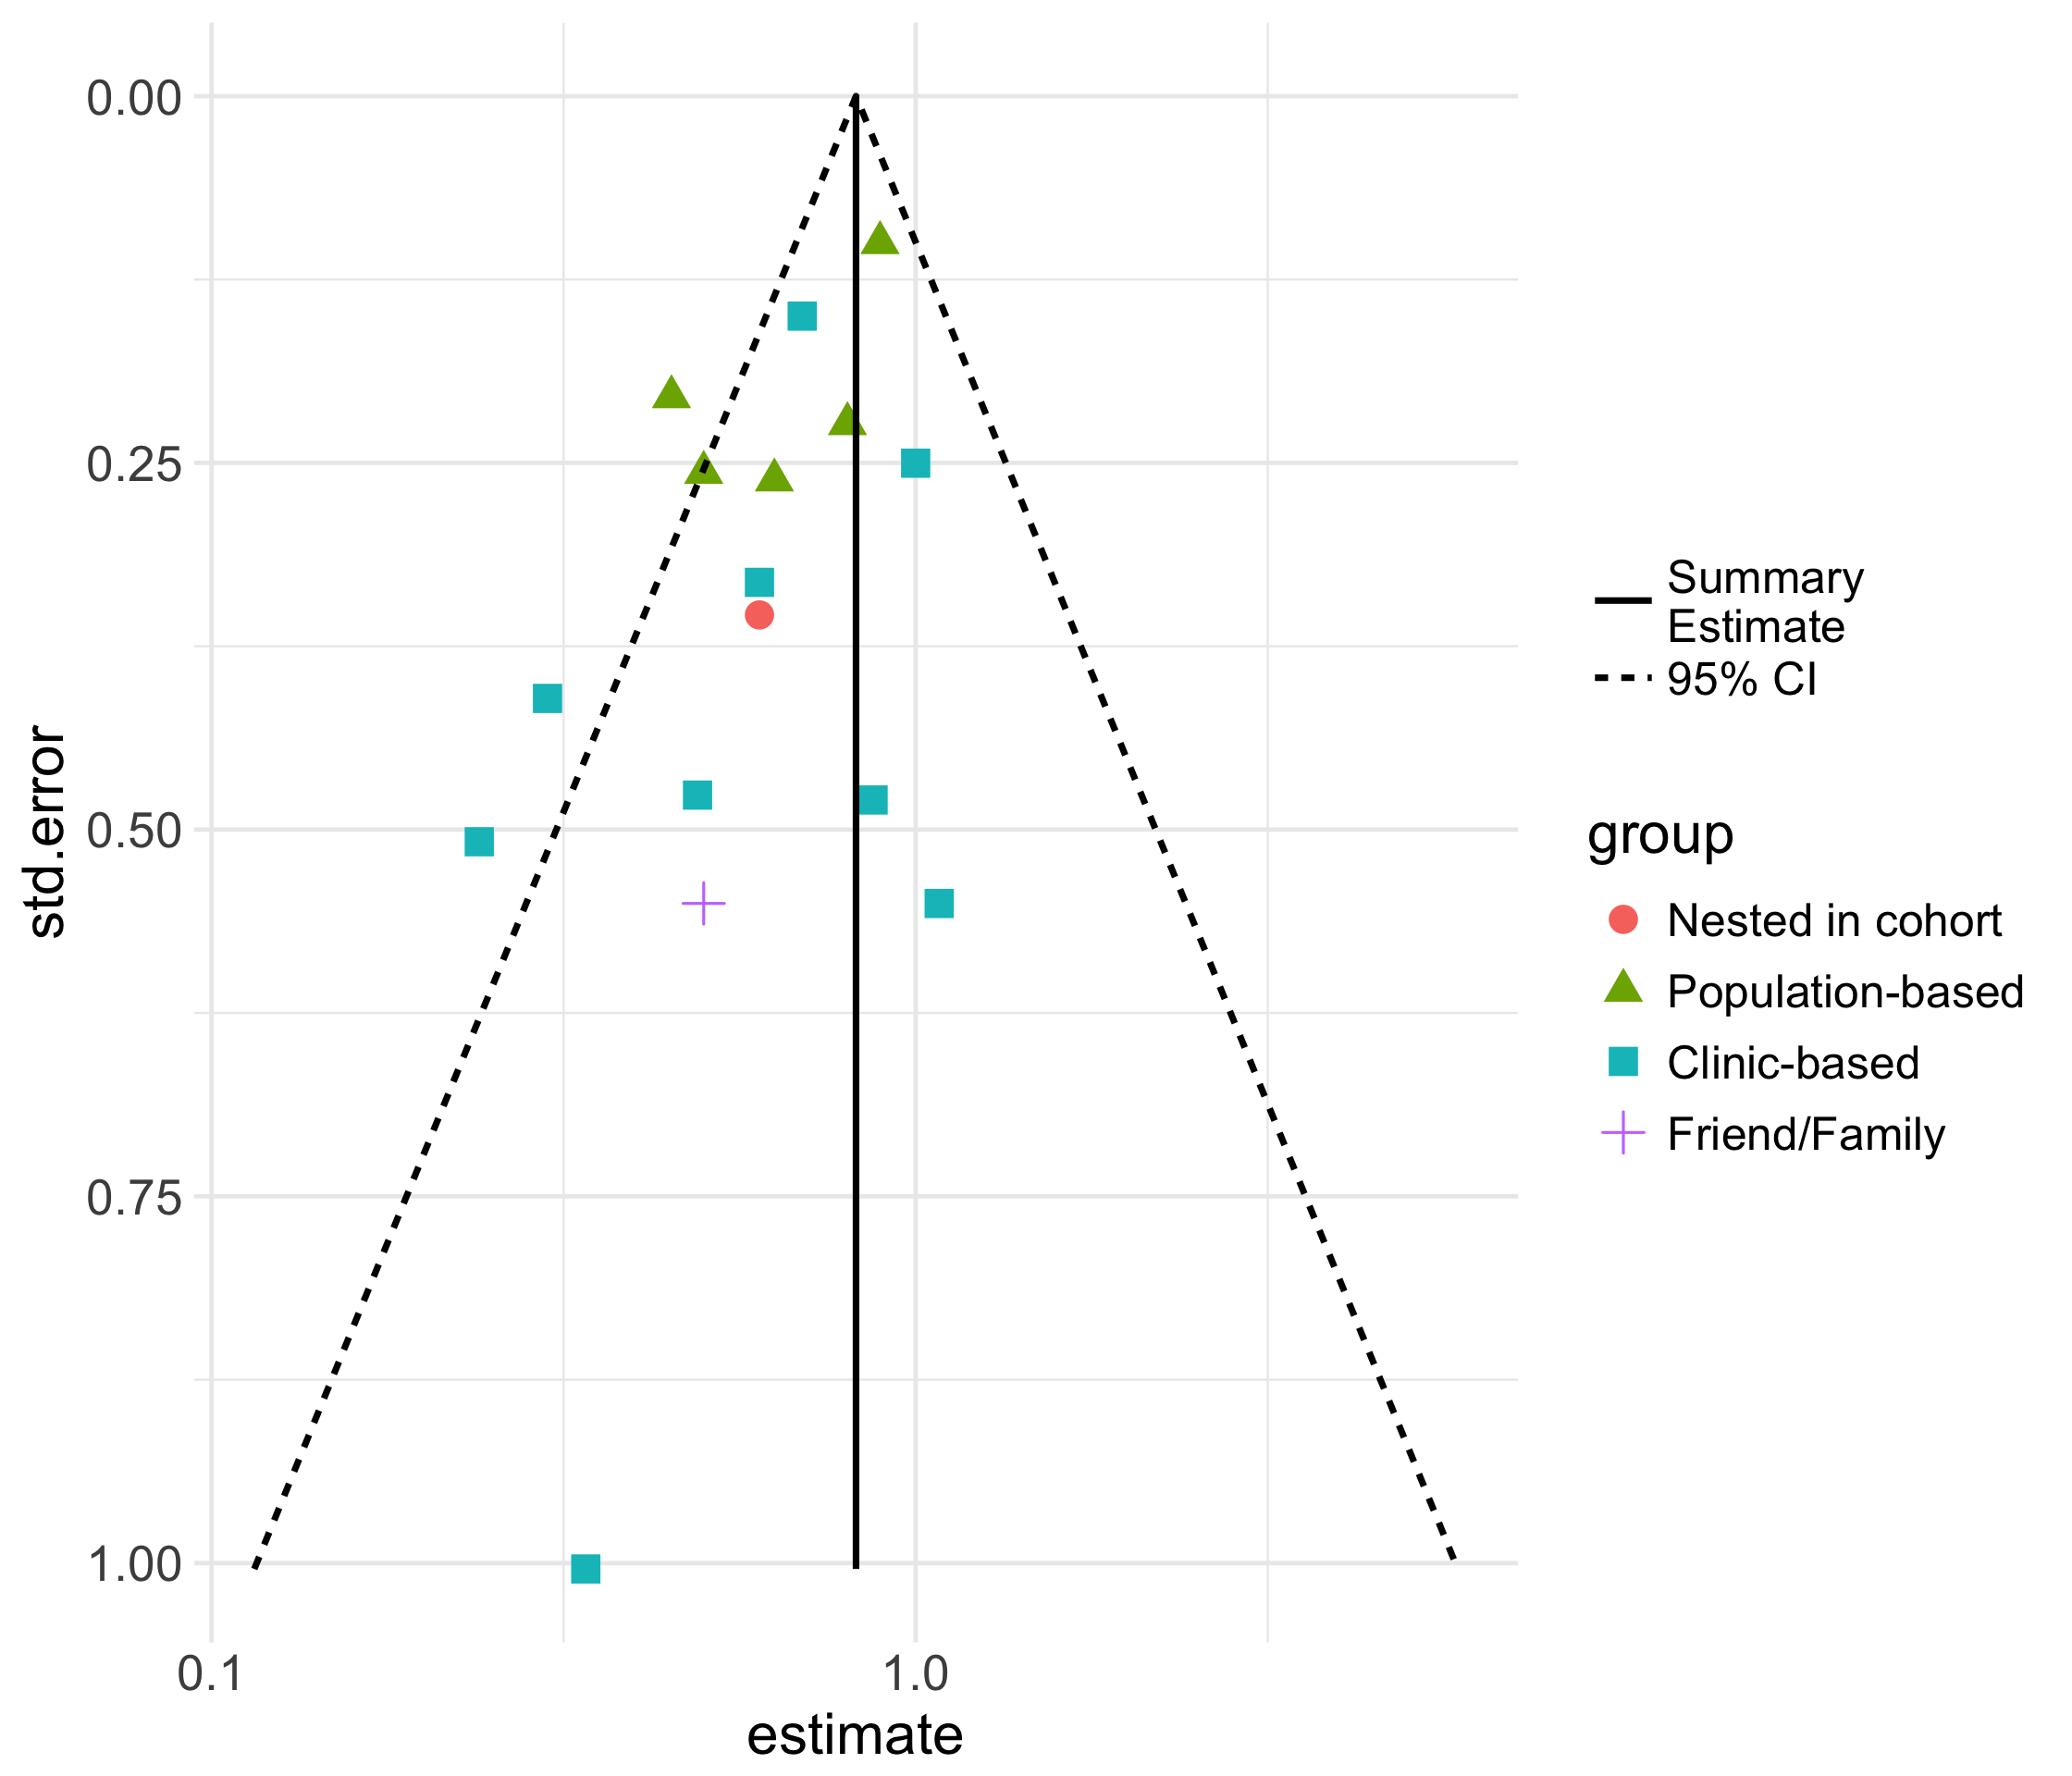 0.00
0.25
0.50
0.75
1.00
std.error
0.1
1.0
estimate
Summary
Estimate
95% CI
group
Nested in cohort
Population-based
Clinic-based
Friend/Family